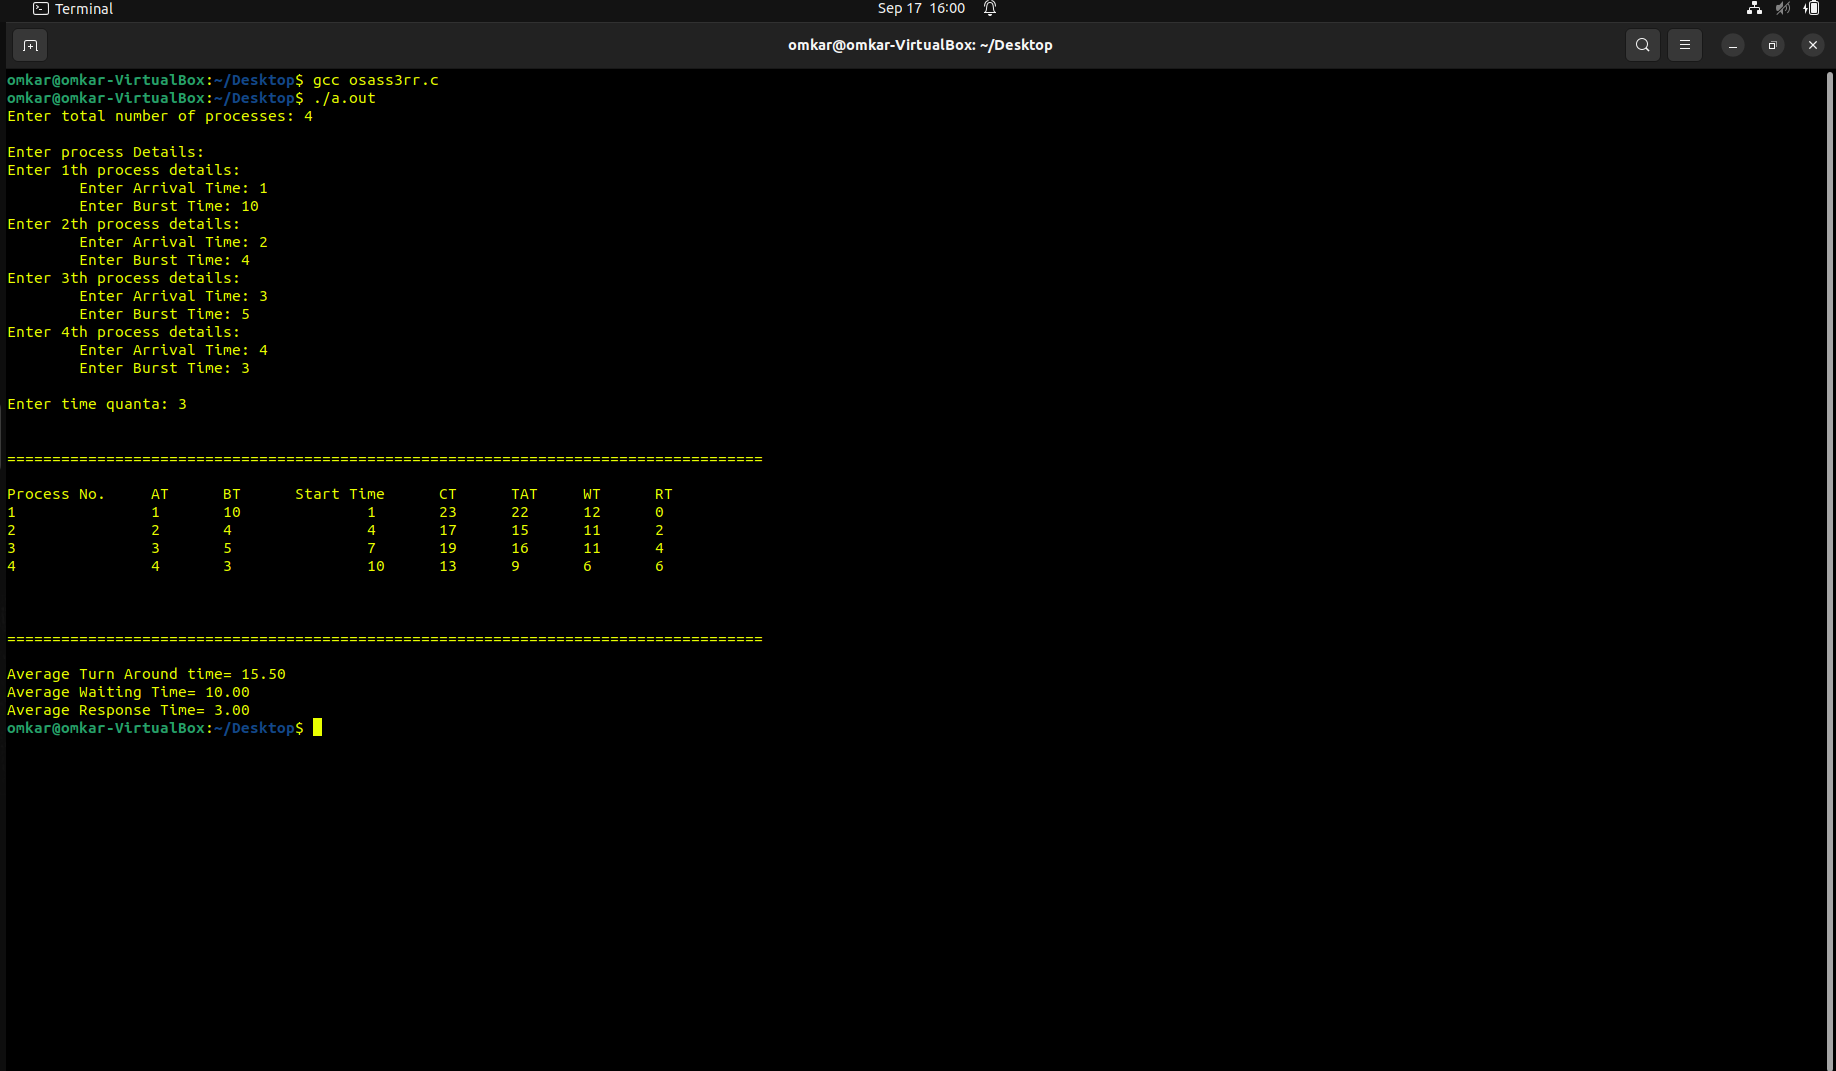 Terminal
Sep 17 16:00
omkar@omkar-VirtualBox: ~/Desktop
omkar@omkar-VirtualBox:~/Desktop$ gcc osass3rr.c
omkar@omkar-VirtualBox:~/Desktop$ ./a.out
Enter total number of processes: 4
Enter process Details:
Enter 1th process details:
Enter Arrival Time: 1
Enter Burst Time: 10
Enter 2th process details:
Enter Arrival Time: 2
Enter Burst Time: 4
Enter 3th process details:
Enter Arrival Time: 3
Enter Burst Time: 5
Enter 4th process details:
Enter Arrival Time: 4
Enter Burst Time: 3
Enter time quanta: 3
====================================================================================
Process No. AT BT Start Time CT TAT WT RT
1 1 10 1 23 22 12 0
2 2 4 4 17 15 11 2
3 3 5 7 19 16 11 4
4 4 3 10 13 9 6 6
====================================================================================
Average Turn Around time= 15.50
Average Waiting Time= 10.00
Average Response Time= 3.00
omkar@omkar-VirtualBox:~/Desktop$